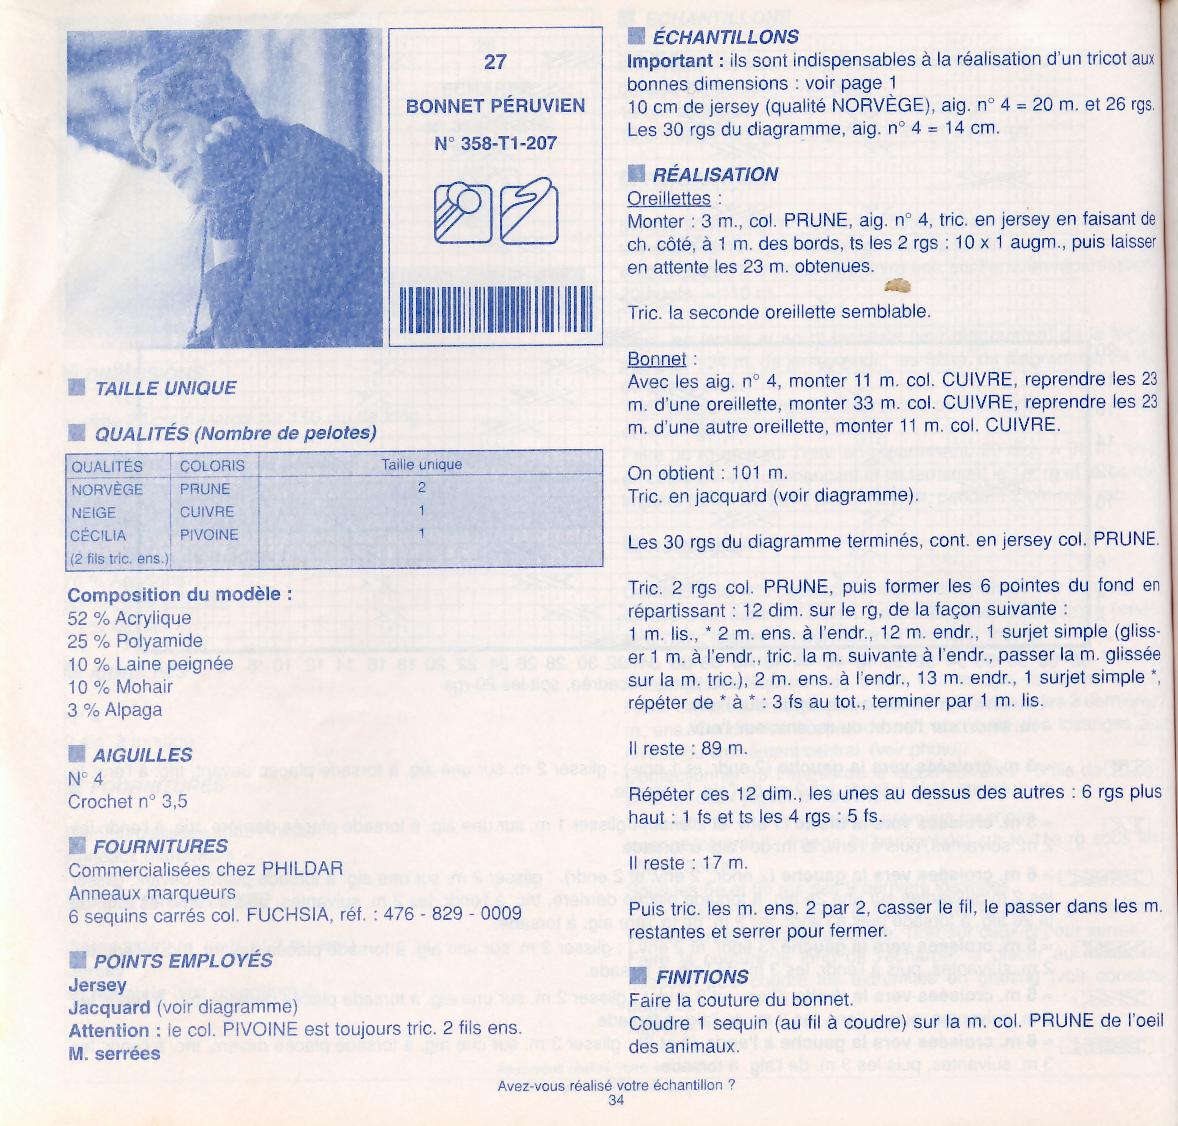 27
BONNET PÉRUVIEN
N° 358-T1-207
TAILLE UNIQUE
QUALITÉS (Nombre de pelotes)
QUALITÉS COLORIS Taille unique
NORVÈGE PRUNE 2
NEIGE CUIVRE 1
CÉCILIA PIVOINE 1
(2 fils tric. ens.)
Composition du modèle :
52 % Acrylique
25 % Polyamide
10 % Laine peignée
10 % Mohair
3 % Alpaga
AIGUILLES
N° 4
Crochet n° 3,5
FOURNITURES
Commercialisées chez PHILDAR
Anneaux marqueurs
6 sequins carrés col. FUCHSIA, réf. : 476 - 829 - 0009
POINTS EMPLOYÉS
Jersey
Jacquard (voir diagramme)
Attention : le col. PIVOINE est toujours tric. 2 fils ens.
M. serrées
ÉCHANTILLONS
Important : ils sont indispensables à la réalisation d'un tricot aux
bonnes dimensions : voir page 1
10 cm de jersey (qualité NORVÈGE), aig. n° 4 = 20 m. et 26 rgs.
Les 30 rgs du diagramme, aig. n° 4 = 14 cm.
RÉALISATION
Oreillettes :
Monter : 3 m., col. PRUNE, aig. n° 4, tric. en jersey en faisant de
ch. côté, à 1 m. des bords, ts les 2 rgs : 10 x 1 augm., puis laisser
en attente les 23 m. obtenues.
Tric. la seconde oreillette semblable.
Bonnet :
Avec les aig. n° 4, monter 11 m. col. CUIVRE, reprendre les 23
m. d'une oreillette, monter 33 m. col. CUIVRE, reprendre les 23
m. d'une autre oreillette, monter 11 m. col. CUIVRE.
On obtient : 101 m.
Tric. en jacquard (voir diagramme).
Les 30 rgs du diagramme terminés, cont. en jersey col. PRUNE.
Tric. 2 rgs col. PRUNE, puis former les 6 pointes du fond en
répartissant : 12 dim. sur le rg, de la façon suivante :
1 m. lis., * 2 m. ens. à l'endr., 12 m. endr., 1 surjet simple (gliss-
er 1 m. à l'endr., tric. la m. suivante à l'endr., passer la m. glissée
sur la m. tric.), 2 m. ens. à l'endr., 13 m. endr., 1 surjet simple *,
répéter de * à * : 3 fs au tot., terminer par 1 m. lis.
Il reste : 89 m.
Répéter ces 12 dim., les unes au dessus des autres : 6 rgs plus
haut : 1 fs et ts les 4 rgs : 5 fs.
Il reste : 17 m.
Puis tric. les m. ens. 2 par 2, casser le fil, le passer dans les m.
restantes et serrer pour fermer.
FINITIONS
Faire la couture du bonnet.
Coudre 1 sequin (au fil à coudre) sur la m. col. PRUNE de l'oeil
des animaux.
Avez-vous réalisé votre échantillon ?
34